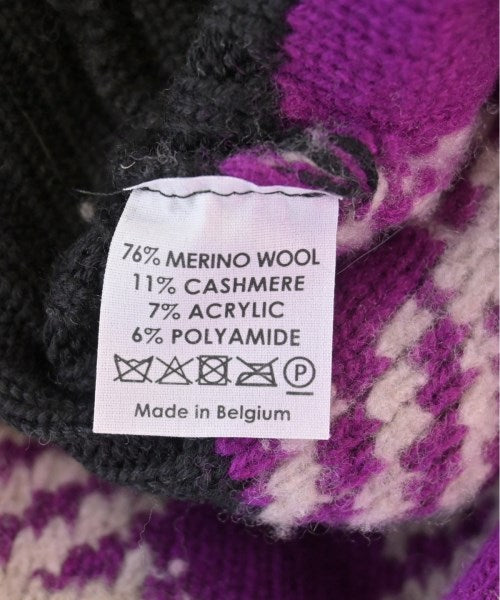 76% MERINO WOOL
11% CASHMERE
7% ACRYLIC
6% POLYAMIDE
P
Made in Belgium